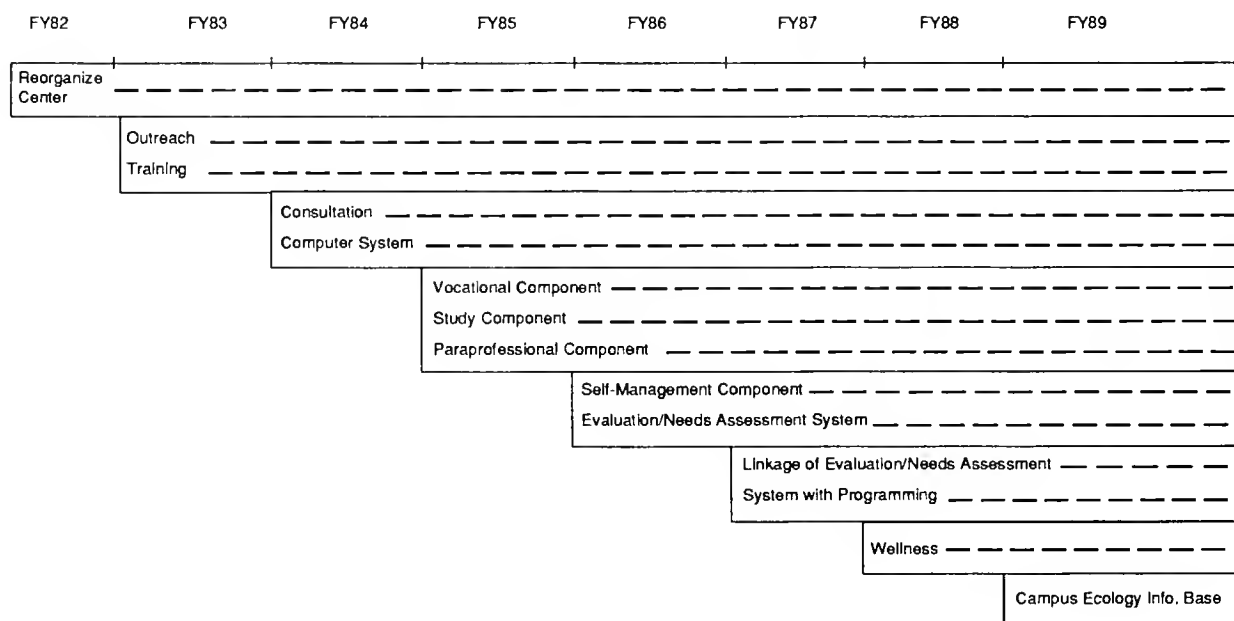 FY82 FY83 FY84 FY85 FY86 FY87 FY88 FY89
Reorganize
Center
Outreach
Training
Consultation
Computer System
Vocational Component
Study Component
Paraprofessional Component
Self-Management Component
Evaluation/Needs Assessment System
Linkage of Evaluation/Needs Assessment
System with Programming
Wellness
Campus Ecology Info. Base